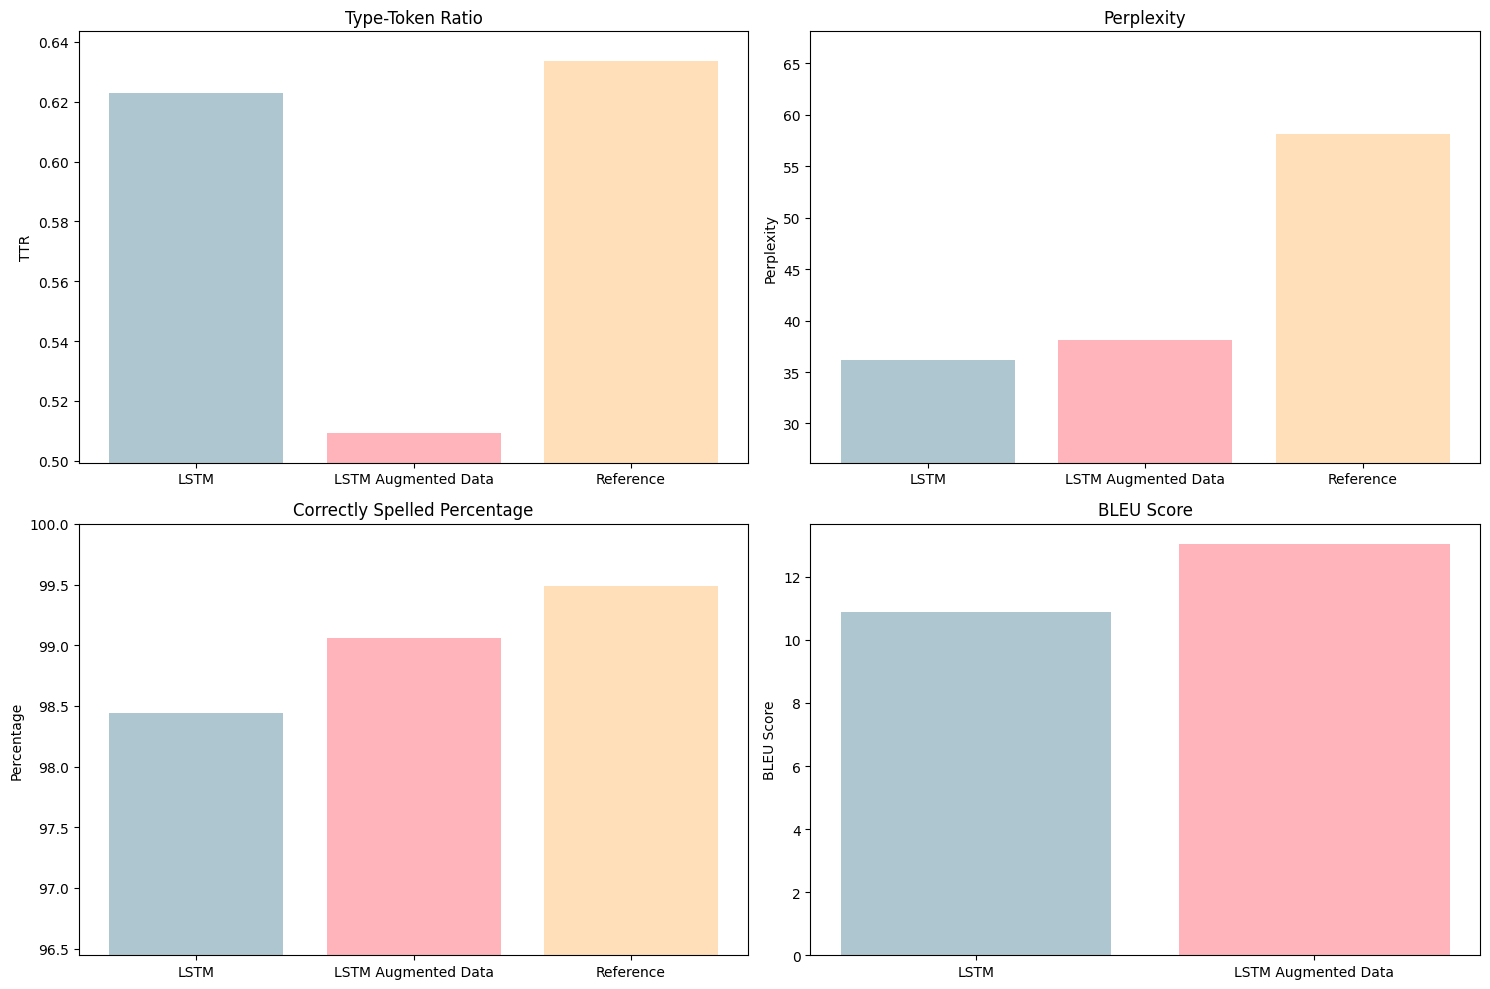 Type-Token Ratio
0.64
0.62
0.60
0.58
0.56
0.54
0.52
0.50
TTR
LSTM
LSTM Augmented Data
Reference
Perplexity
65
60
55
50
45
40
35
30
Perplexity
LSTM
LSTM Augmented Data
Reference
Correctly Spelled Percentage
100.0
99.5
99.0
98.5
98.0
97.5
97.0
96.5
Percentage
LSTM
LSTM Augmented Data
Reference
BLEU Score
12
10
8
6
4
2
0
BLEU Score
LSTM
LSTM Augmented Data